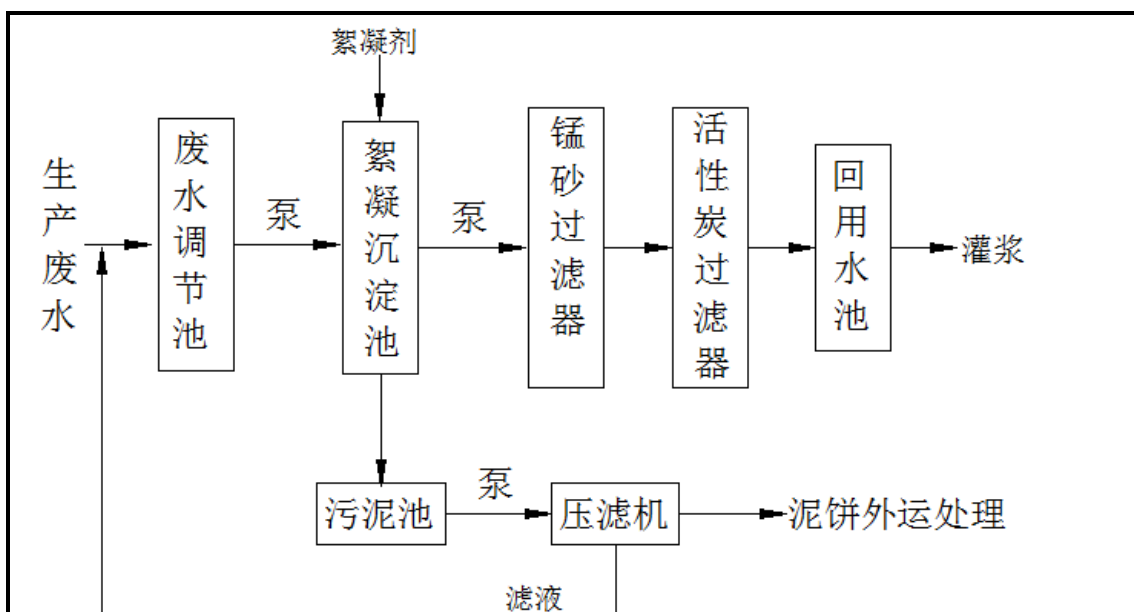 絮凝剂
生产废水
废水调节池
泵
絮凝沉淀池
泵
锰砂过滤器
活性炭过滤器
回用水池
灌浆
污泥池
泵
压滤机
泥饼外运处理
滤液